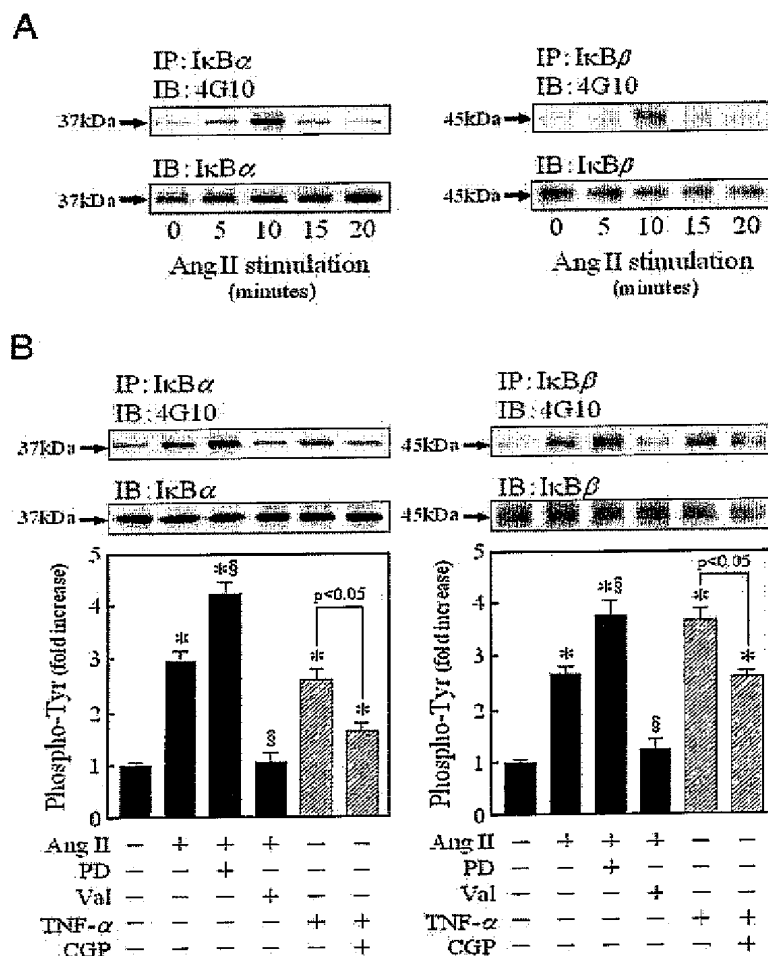 A
IP: IκBα
IB: 4G10
37kDa
IB: IκBα
37kDa
0 5 10 15 20
Ang II stimulation
(minutes)
IP: IκBβ
IB: 4G10
45kDa
IB: IκBβ
45kDa
0 5 10 15 20
Ang II stimulation
(minutes)
B
IP: IκBα
IB: 4G10
37kDa
IB: IκBα
37kDa
Phospho-Tyr (fold increase)
5
4
3
2
1
0
* *§ § * p<0.05 *
Ang II − + + + − −
PD − − + − − −
Val − − − + − −
TNF-α − − − − + +
CGP − − − − − +
IP: IκBβ
IB: 4G10
45kDa
IB: IκBβ
45kDa
Phospho-Tyr (fold increase)
5
4
3
2
1
0
* *§ § * p<0.05 *
Ang II − + + + − −
PD − − + − − −
Val − − − + − −
TNF-α − − − − + +
CGP − − − − − +